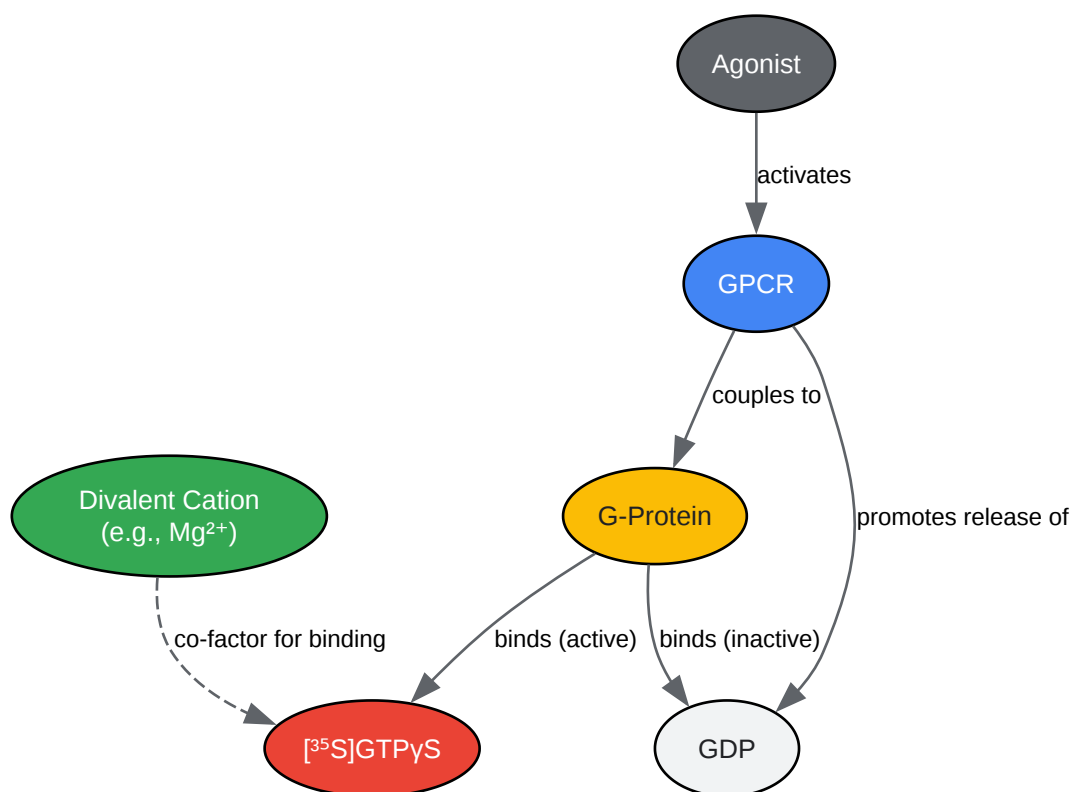 Agonist
activates
GPCR
couples to
Divalent Cation
(e.g., Mg²⁺)
G-Protein
promotes release of
co-factor for binding
binds (active)
binds (inactive)
[³⁵S]GTPγS
GDP